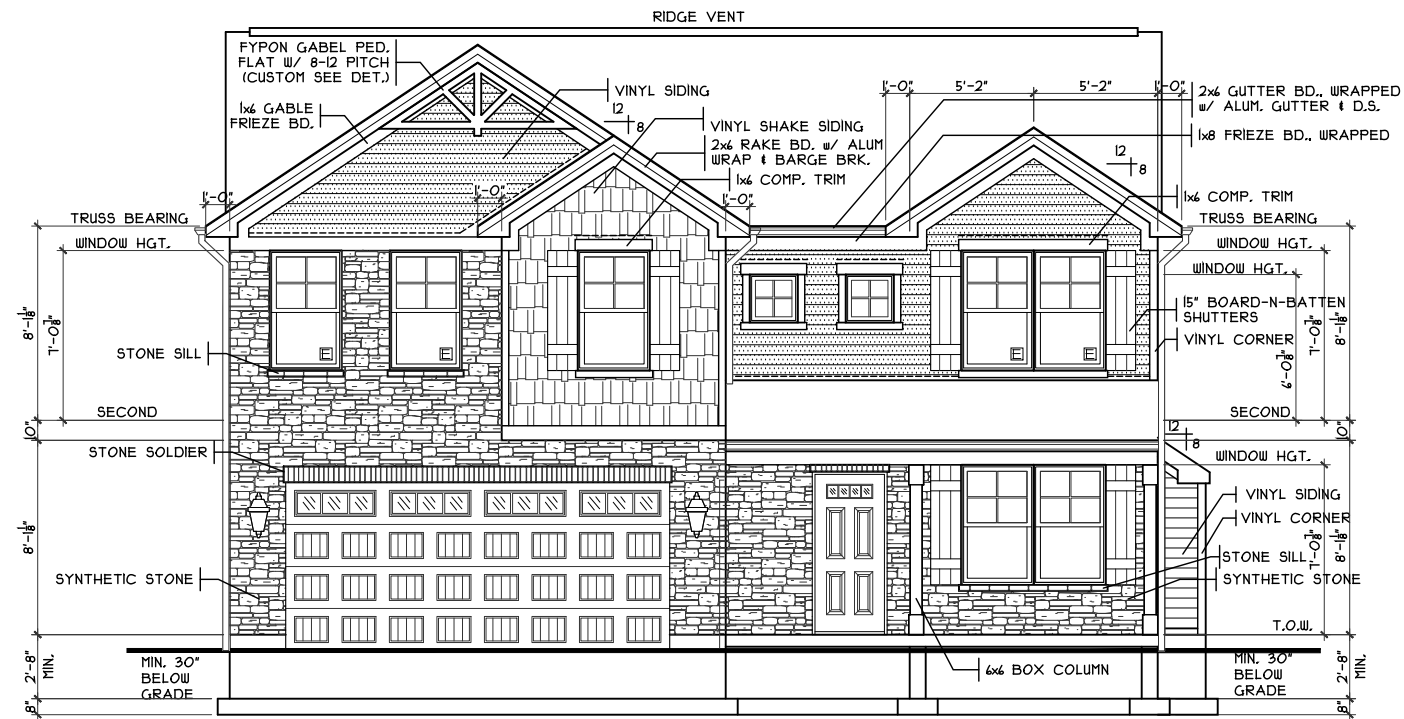 RIDGE VENT
FYPON GABEL PED.
FLAT W/ 8-12 PITCH
(CUSTOM SEE DET.)
1x6 GABLE
FRIEZE BD.
VINYL SIDING
12
8
VINYL SHAKE SIDING
2x6 RAKE BD. w/ ALUM
WRAP & BARGE BRK.
1x6 COMP. TRIM
1'-0"
5'-2"
5'-2"
1'-0"
2x6 GUTTER BD., WRAPPED
w/ ALUM. GUTTER & D.S.
1x8 FRIEZE BD., WRAPPED
12
8
1x6 COMP. TRIM
1'-0"
1'-0"
1'-0"
TRUSS BEARING
WINDOW HGT.
TRUSS BEARING
WINDOW HGT.
WINDOW HGT.
15" BOARD-N-BATTEN
SHUTTERS
VINYL CORNER
8'-1 1/8"
7'-0 7/8"
6'-0 7/8"
7'-0 7/8"
8'-1 1/8"
STONE SILL
E
E
E
E
SECOND
SECOND
10"
10"
12
8
STONE SOLDIER
WINDOW HGT.
VINYL SIDING
VINYL CORNER
STONE SILL
SYNTHETIC STONE
8'-1 1/8"
7'-0 7/8"
8'-1 1/8"
SYNTHETIC STONE
T.O.W.
6x6 BOX COLUMN
MIN. 30"
BELOW
GRADE
2'-8"
MIN.
8"
MIN. 30"
BELOW
GRADE
2'-8"
MIN.
8"